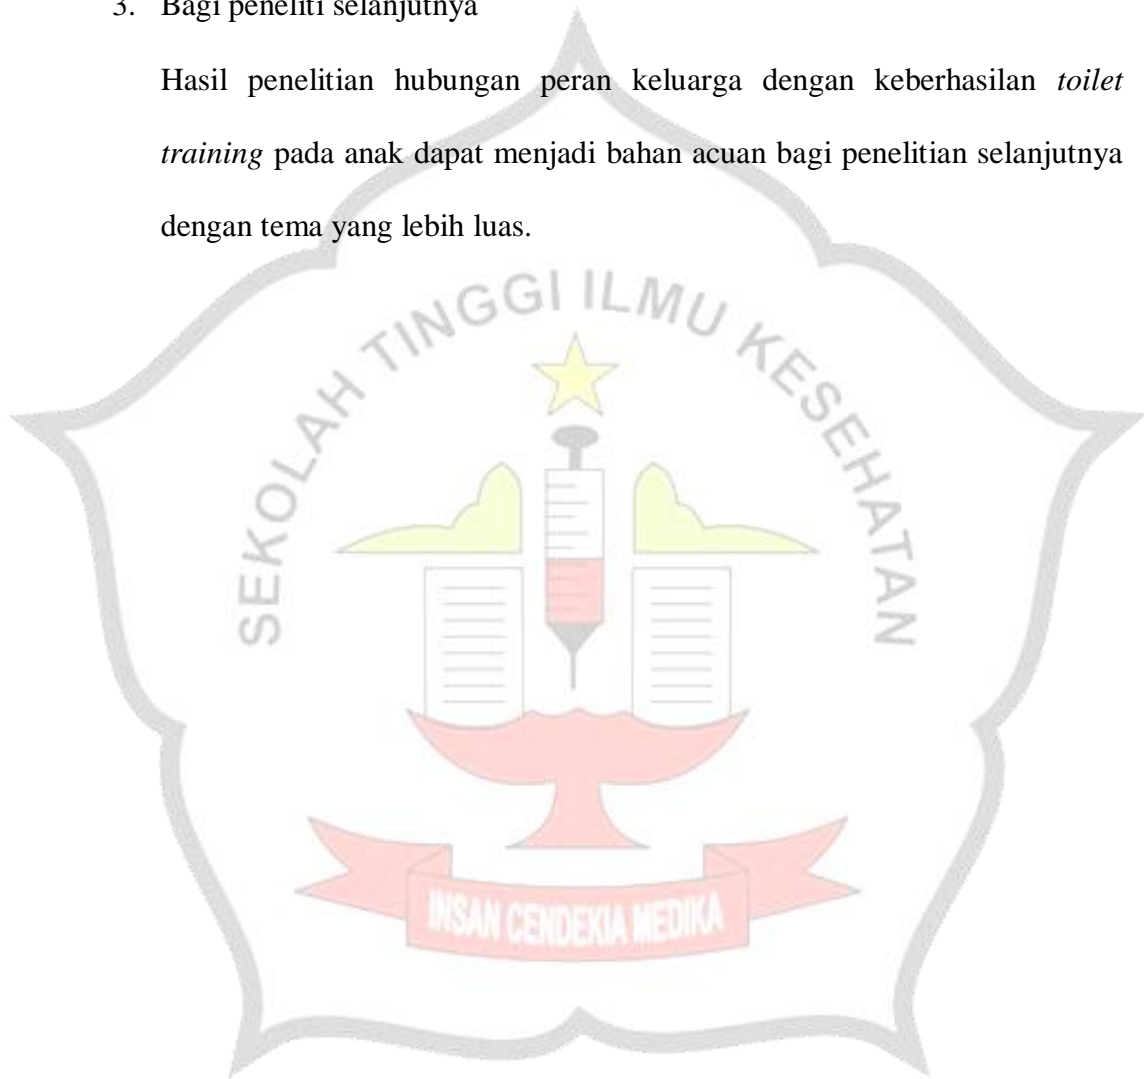 3. Bagi peneliti selanjutnya
Hasil penelitian hubungan peran keluarga dengan keberhasilan toilet
training pada anak dapat menjadi bahan acuan bagi penelitian selanjutnya
dengan tema yang lebih luas.
SEKOLAH TINGGI ILMU KESEHATAN
INSAN CENDEKIA MEDIKA